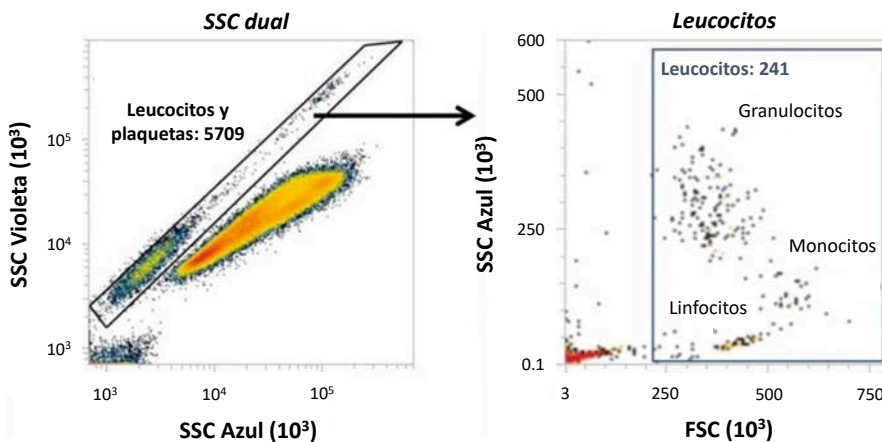 SSC dual
Leucocitos y
plaquetas: 5709
SSC Violeta (10³)
10⁵
10⁴
10³
10³
10⁴
10⁵
SSC Azul (10³)
Leucocitos
Leucocitos: 241
Granulocitos
Monocitos
Linfocitos
SSC Azul (10³)
600
500
250
0.1
3
250
500
750
FSC (10³)